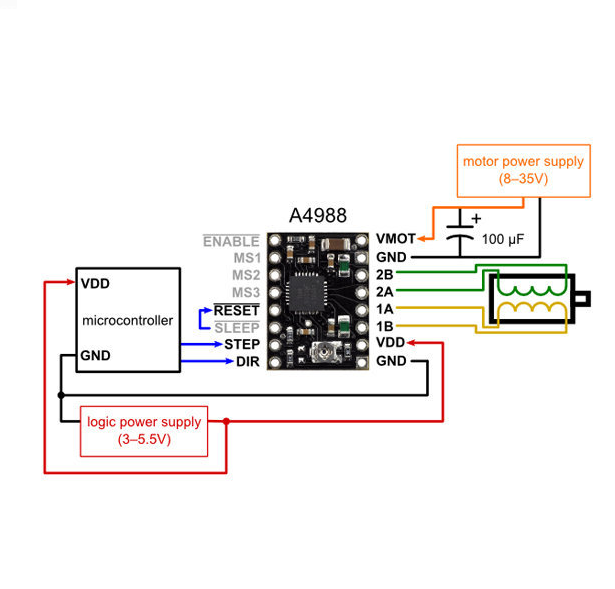 motor power supply
(8–35V)
A4988
+
100 µF
ENABLE
MS1
MS2
MS3
RESET
SLEEP
STEP
DIR
VMOT
GND
2B
2A
1A
1B
VDD
GND
VDD
microcontroller
GND
logic power supply
(3–5.5V)